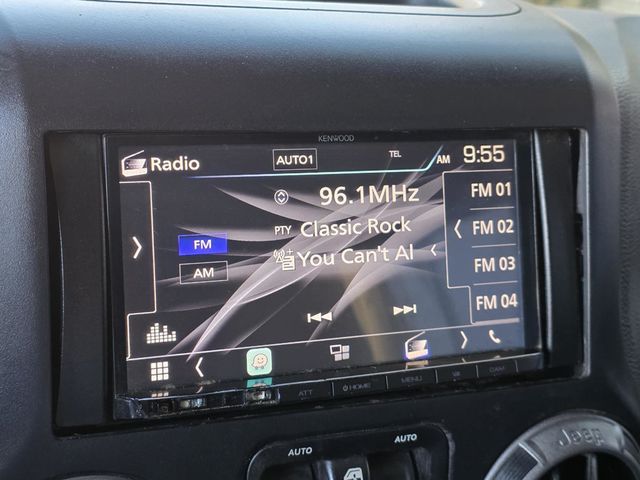 KENWOOD
Radio
AUTO1
TEL
AM 9:55
96.1MHz
FM 01
PTY Classic Rock
FM 02
FM
You Can't Al
AM
FM 03
FM 04
ATT
HOME
MENU
CAM
AUTO
AUTO
Jeep